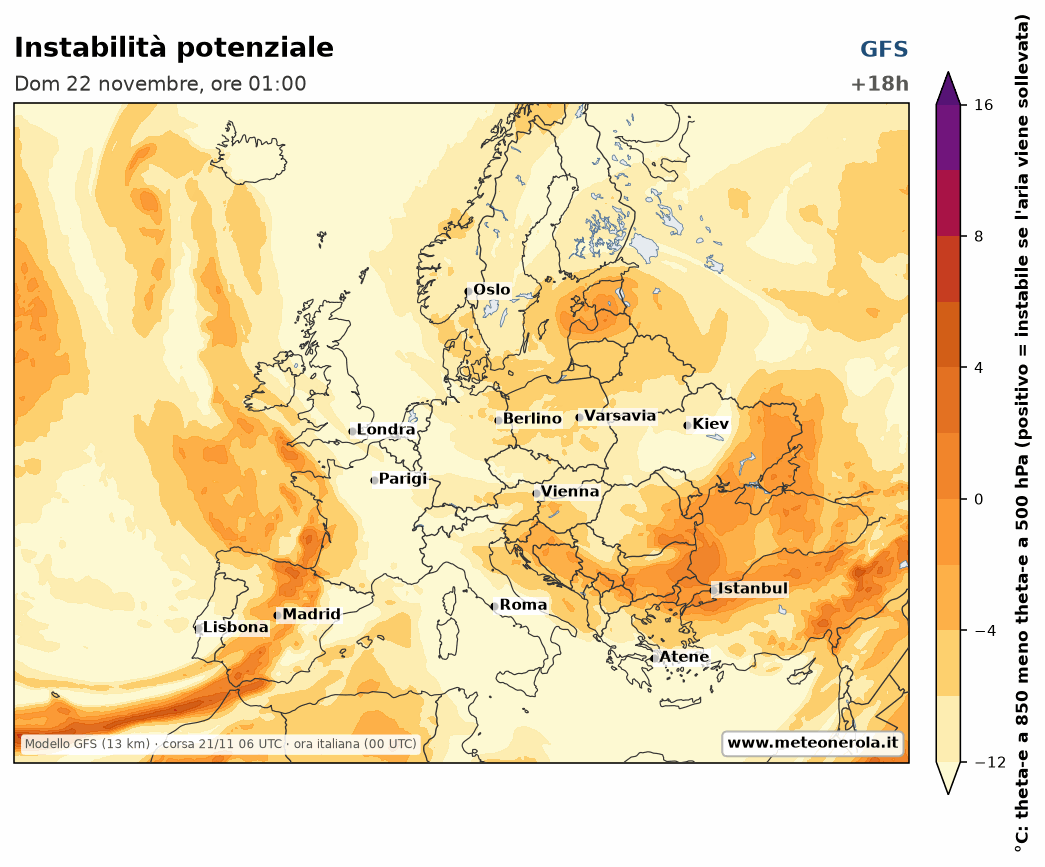 Instabilità potenziale
GFS
Dom 22 novembre, ore 01:00
+18h
Oslo
Berlino
Varsavia
Kiev
Londra
Parigi
Vienna
Istanbul
Roma
Madrid
Lisbona
Atene
Modello GFS (13 km) · corsa 21/11 06 UTC · ora italiana (00 UTC)
www.meteonerola.it
16
8
4
0
−4
−12
°C: theta-e a 850 meno theta-e a 500 hPa (positivo = instabile se l'aria viene sollevata)